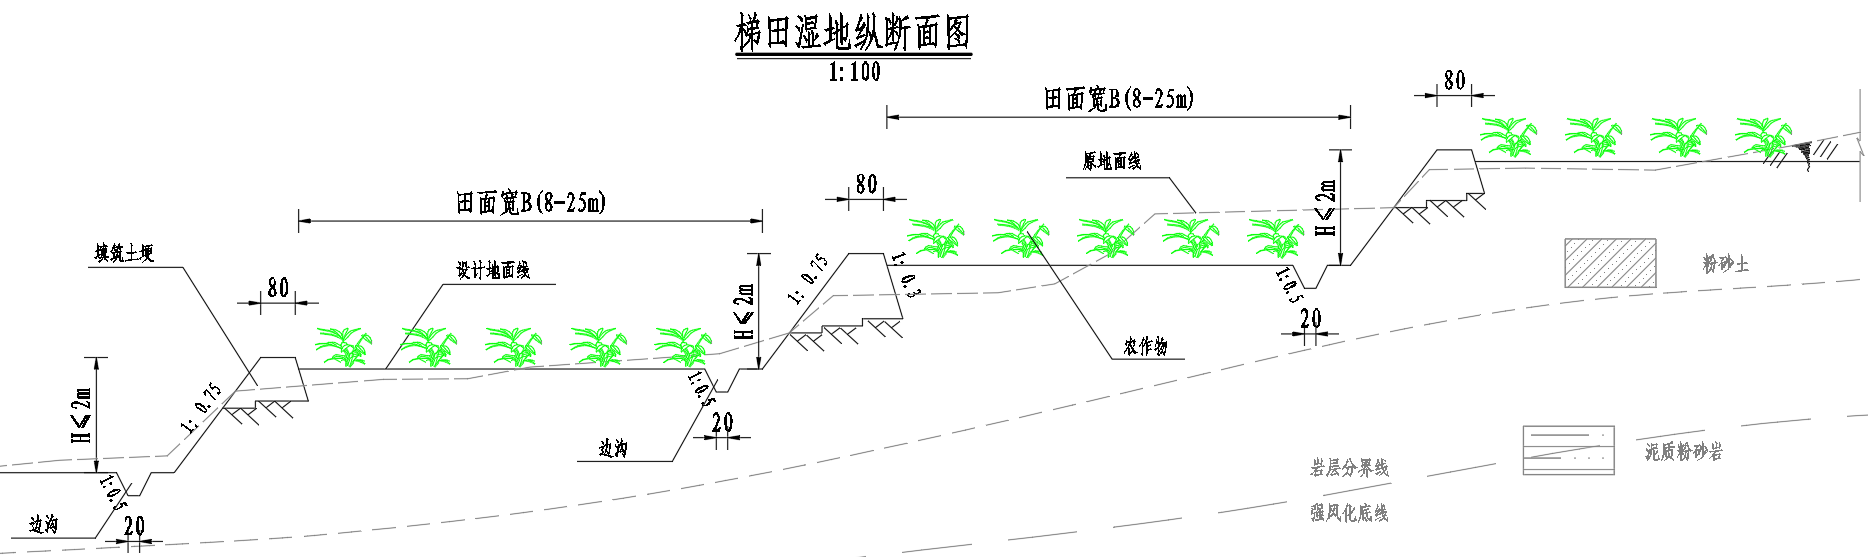 梯田湿地纵断面图
1:100
80
田面宽B(8-25m)
原地面线
80
田面宽B(8-25m)
H≤2m
填筑土埂
设计地面线
80
1: 0.75
1: 0.3
粉砂土
H≤2m
1:0.5
20
农作物
1: 0.75
1:0.5
H≤2m
20
边沟
泥质粉砂岩
岩层分界线
1:0.5
强风化底线
边沟
20